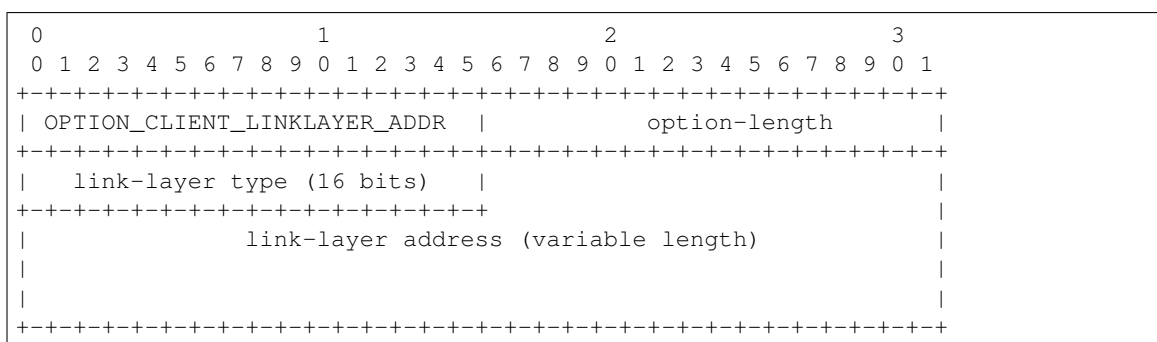 0                   1                   2                   3
 0 1 2 3 4 5 6 7 8 9 0 1 2 3 4 5 6 7 8 9 0 1 2 3 4 5 6 7 8 9 0 1
+-+-+-+-+-+-+-+-+-+-+-+-+-+-+-+-+-+-+-+-+-+-+-+-+-+-+-+-+-+-+-+-+
| OPTION_CLIENT_LINKLAYER_ADDR  |           option-length       |
+-+-+-+-+-+-+-+-+-+-+-+-+-+-+-+-+-+-+-+-+-+-+-+-+-+-+-+-+-+-+-+-+
|   link-layer type (16 bits)   |                               |
+-+-+-+-+-+-+-+-+-+-+-+-+-+-+-+-+                               |
|               link-layer address (variable length)            |
|                                                               |
|                                                               |
+-+-+-+-+-+-+-+-+-+-+-+-+-+-+-+-+-+-+-+-+-+-+-+-+-+-+-+-+-+-+-+-+